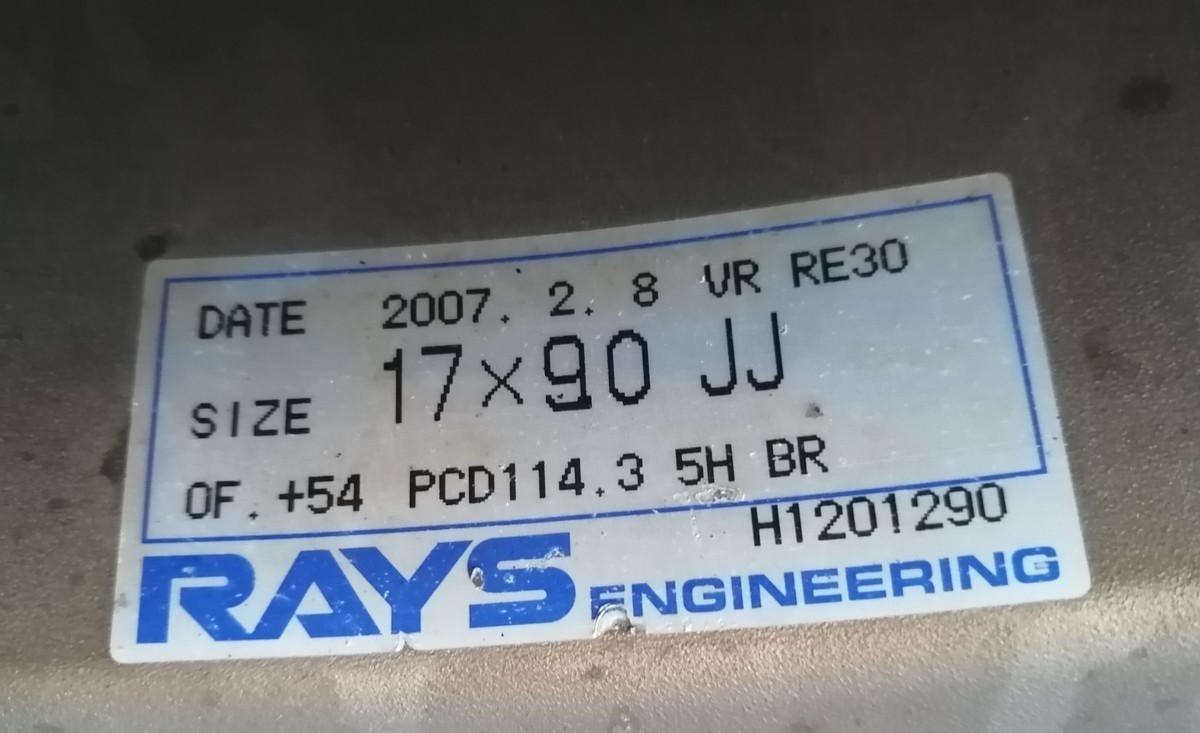 DATE 2007. 2. 8 VR RE30
SIZE 17×90 JJ
OF. +54 PCD114.3 5H BR
H1201290
RAYS ENGINEERING